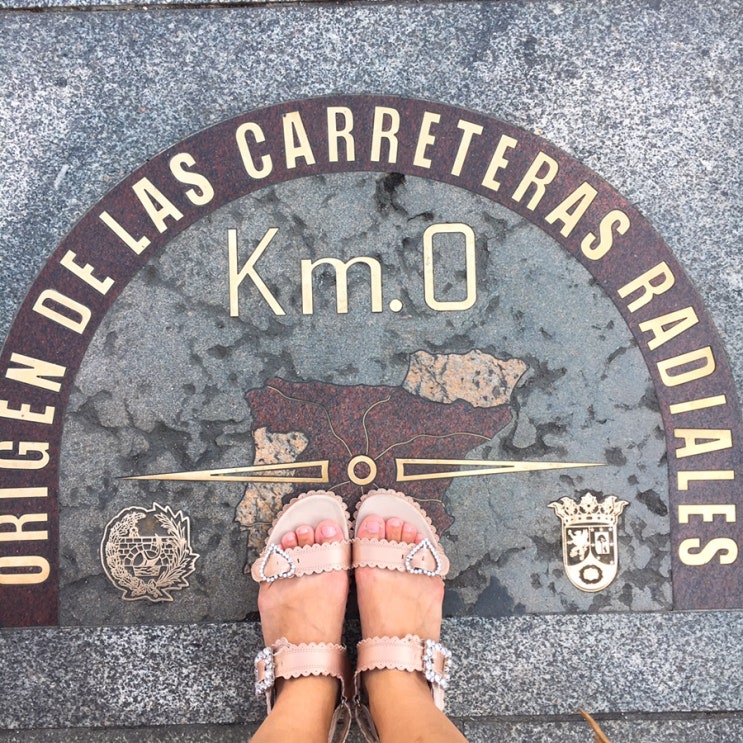 ORIGEN DE LAS CARRETERAS RADIALES
Km.0